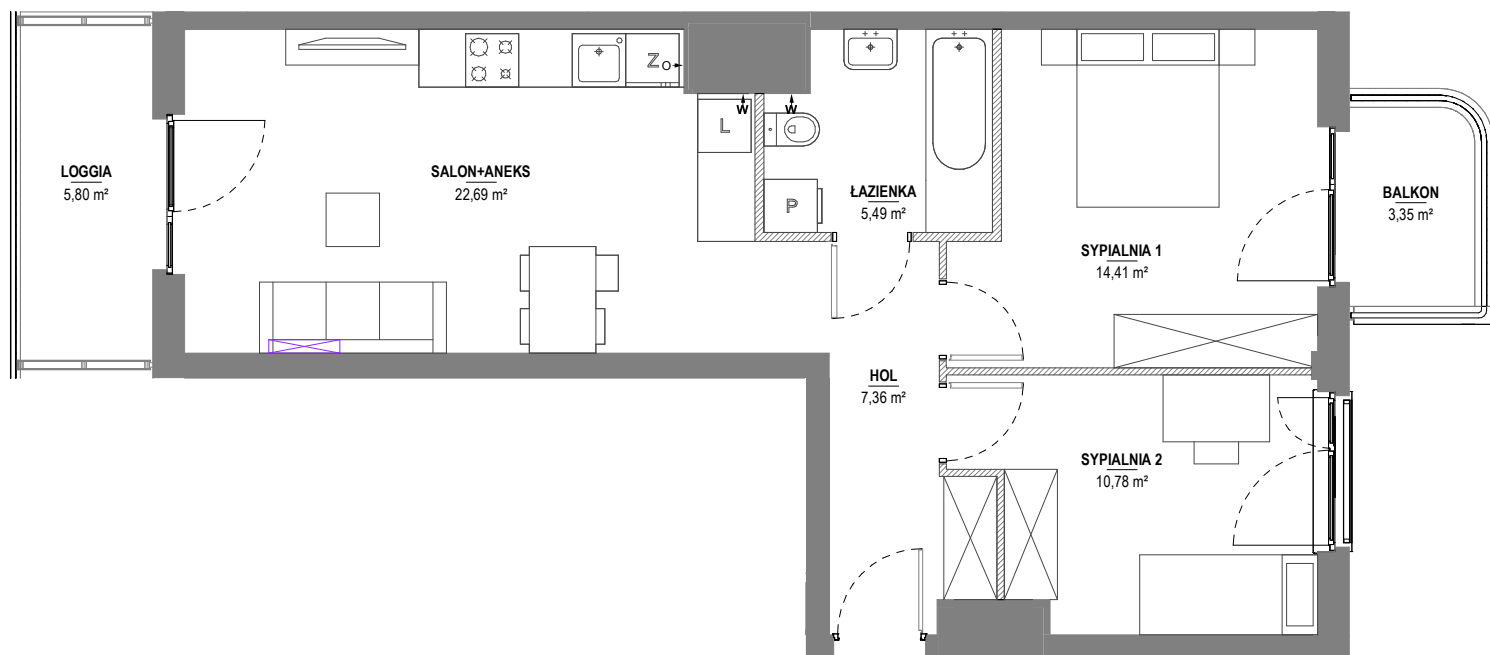 LOGGIA
5,80 m²
SALON+ANEKS
22,69 m²
Z
O
L
W
W
P
ŁAZIENKA
5,49 m²
SYPIALNIA 1
14,41 m²
BALKON
3,35 m²
HOL
7,36 m²
SYPIALNIA 2
10,78 m²